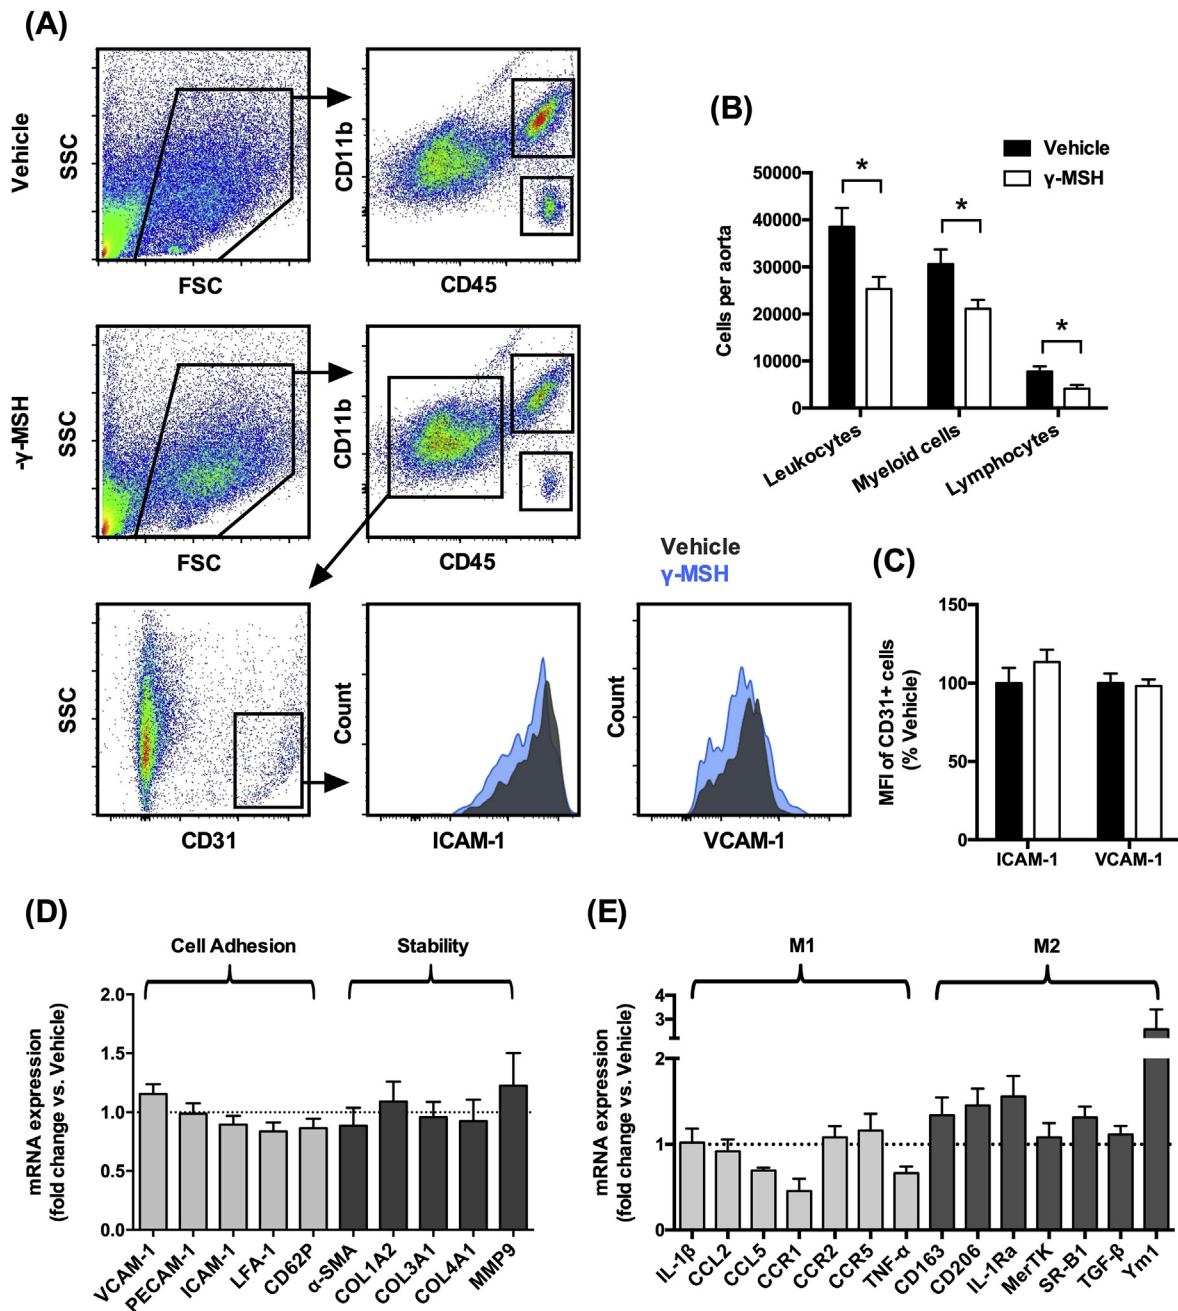 (A)
Vehicle
SSC
FSC
CD11b
CD45
-γ-MSH
SSC
FSC
CD11b
CD45
SSC
CD31
Count
ICAM-1
Vehicle
γ-MSH
Count
VCAM-1
(B)
Vehicle
γ-MSH
Cells per aorta
50000
40000
30000
20000
10000
0
*
*
*
Leukocytes
Myeloid cells
Lymphocytes
(C)
MFI of CD31+ cells
(% Vehicle)
150
100
50
0
ICAM-1
VCAM-1
(D)
Cell Adhesion
Stability
mRNA expression
(fold change vs. Vehicle)
2.0
1.5
1.0
0.5
0.0
VCAM-1
PECAM-1
ICAM-1
LFA-1
CD62P
α-SMA
COL1A2
COL3A1
COL4A1
MMP9
(E)
M1
M2
mRNA expression
(fold change vs. Vehicle)
4
3
2
1
0
IL-1β
CCL2
CCL5
CCR1
CCR2
CCR5
TNF-α
CD163
CD206
IL-1Ra
MerTK
SR-B1
TGF-β
Ym1